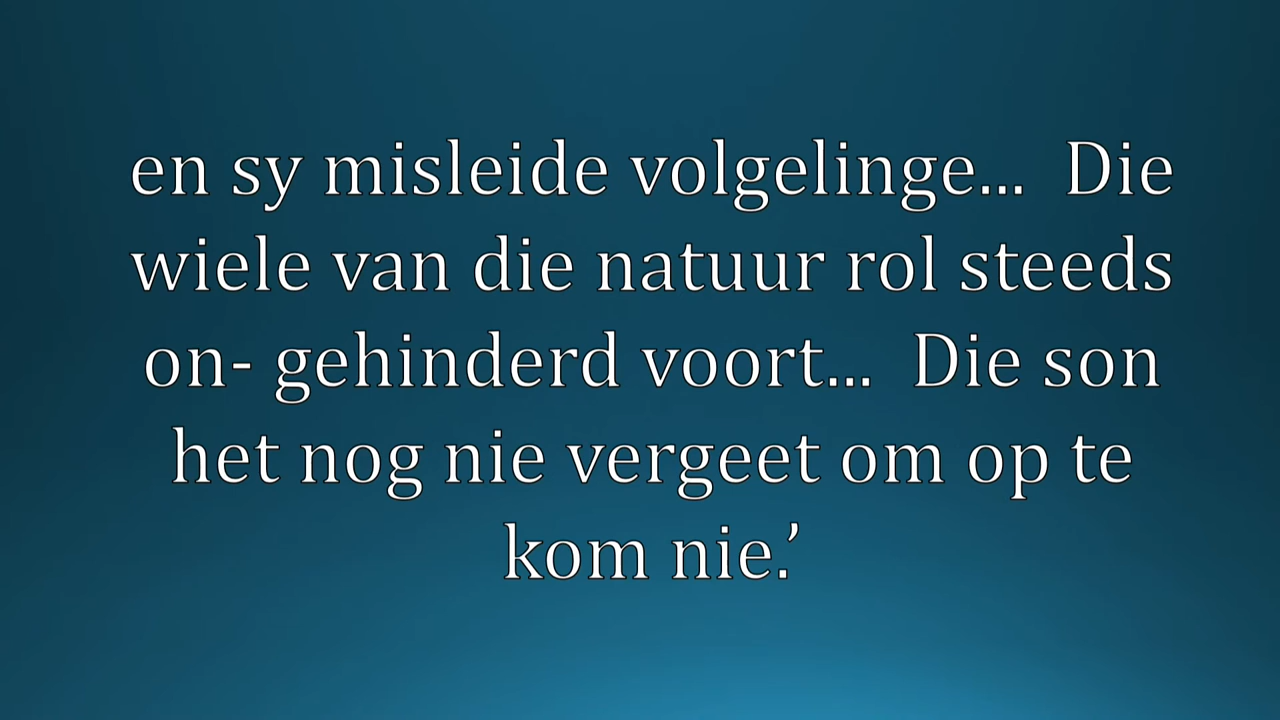 en sy misleide volgelinge...  Die
wiele van die natuur rol steeds
on- gehinderd voort...  Die son
het nog nie vergeet om op te
kom nie.’